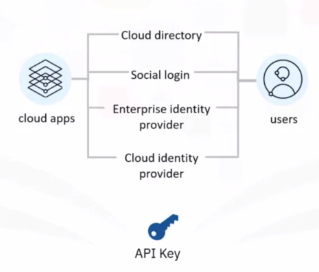 Cloud directory
Social login
cloud apps
Enterprise identity
provider
users
Cloud identity
provider
API Key